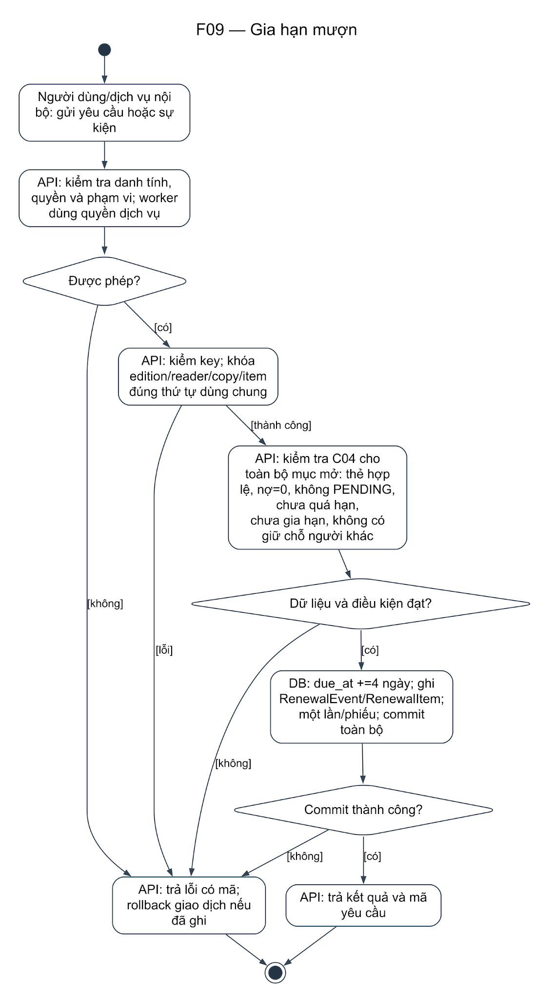 F09 — Gia hạn mượn
Người dùng/dịch vụ nội
bộ: gửi yêu cầu hoặc sự
kiện
API: kiểm tra danh tính,
quyền và phạm vi; worker
dùng quyền dịch vụ
Được phép?
[có]
API: kiểm key; khóa
edition/reader/copy/item
đúng thứ tự dùng chung
[thành công]
API: kiểm tra C04 cho
toàn bộ mục mở: thẻ hợp
lệ, nợ=0, không PENDING,
chưa quá hạn,
chưa gia hạn, không có
giữ chỗ người khác
[không]
Dữ liệu và điều kiện đạt?
[lỗi]
[có]
DB: due_at +=4 ngày; ghi
RenewalEvent/RenewalItem;
một lần/phiếu; commit
toàn bộ
[không]
Commit thành công?
[không]
[có]
API: trả lỗi có mã;
rollback giao dịch nếu
đã ghi
API: trả kết quả và mã
yêu cầu